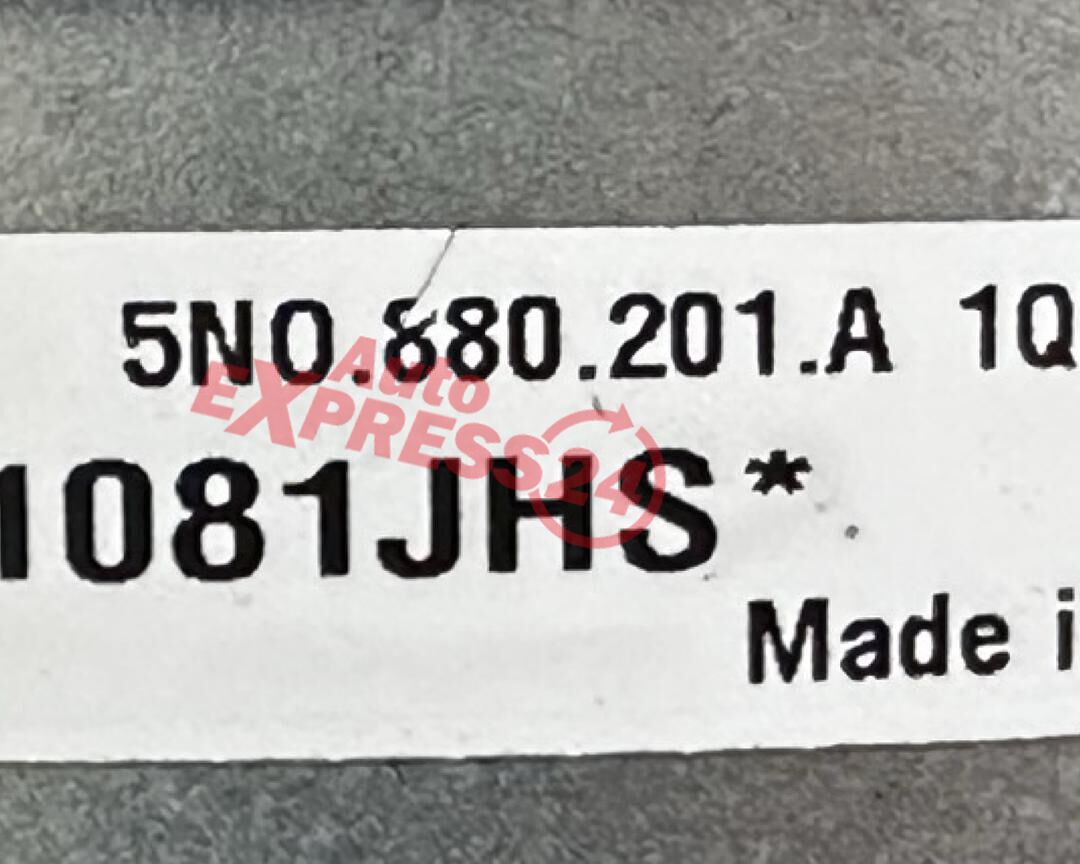 5N0.880.201.A 1Q
Auto
EXPRESS24
1081JHS*
Made i